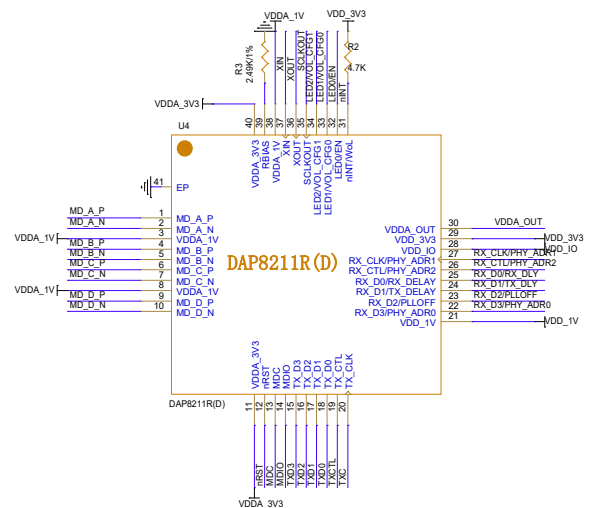 VDDA_1V
VDD_3V3
R3
2.49K/1%
XIN
XOUT
SCLKOUT
LED2/VOL_CFG1
LED1/VOL_CFG0
LED0/EN
nINT
R2
4.7K
VDDA_3V3
40
39
38
37
36
35
34
33
32
31
U4
VDDA_3V3
RBIAS
VDDA_1V
XIN
XOUT
SCLKOUT
LED2/VOL_CFG1
LED1/VOL_CFG0
LED0/EN
nINT/WoL
41
EP
MD_A_P 1 MD_A_P
MD_A_N 2 MD_A_N
VDDA_1V 3 VDDA_1V
MD_B_P 4 MD_B_P
MD_B_N 5 MD_B_N
MD_C_P 6 MD_C_P
MD_C_N 7 MD_C_N
VDDA_1V 8 VDDA_1V
MD_D_P 9 MD_D_P
MD_D_N 10 MD_D_N
DAP8211R(D)
VDDA_OUT 30 VDDA_OUT
VDD_3V3 29 VDD_3V3
VDD_IO 28 VDD_IO
RX_CLK/PHY_ADR1 27 RX_CLK/PHY_ADR1
RX_CTL/PHY_ADR2 26 RX_CTL/PHY_ADR2
RX_D0/RX_DELAY 25 RX_D0/RX_DLY
RX_D1/TX_DELAY 24 RX_D1/TX_DLY
RX_D2/PLLOFF 23 RX_D2/PLLOFF
RX_D3/PHY_ADR0 22 RX_D3/PHY_ADR0
VDD_1V 21 VDD_1V
VDDA_3V3
nRST
MDC
MDIO
TX_D3
TX_D2
TX_D1
TX_D0
TX_CTL
TX_CLK
DAP8211R(D)
11
12
13
14
15
16
17
18
19
20
nRST
MDC
MDIO
TXD3
TXD2
TXD1
TXD0
TXCTL
TXC
VDDA_3V3